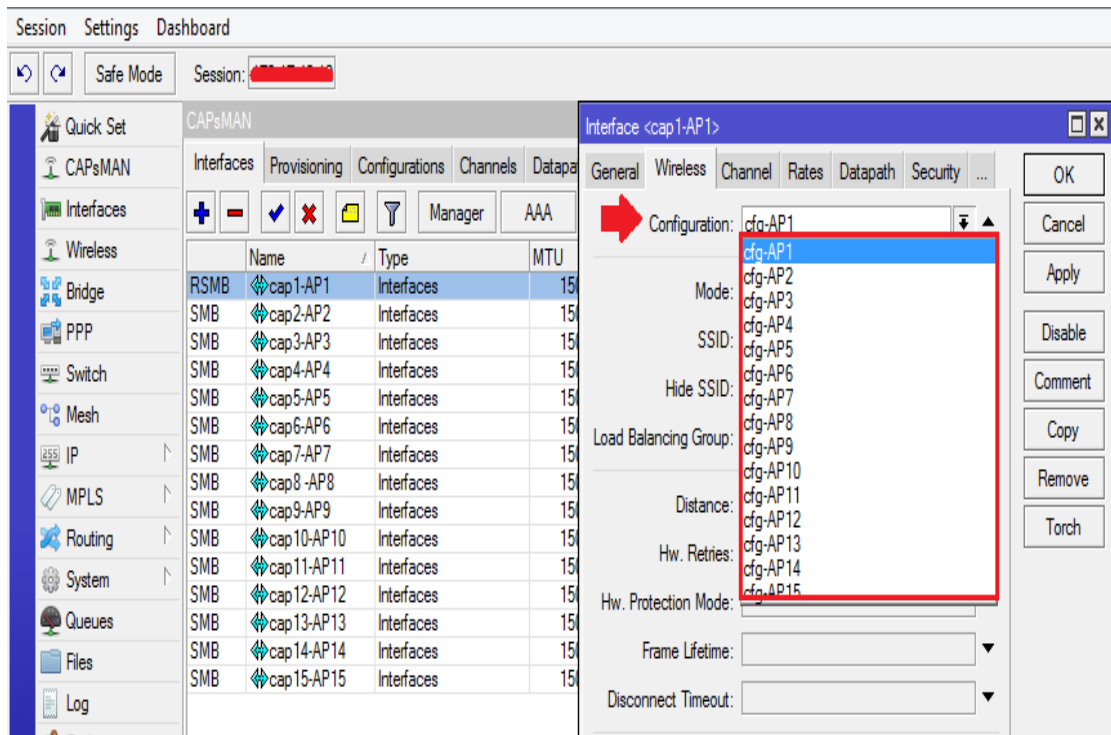 Session Settings Dashboard
Safe Mode Session:
Quick Set
CAPsMAN
Interfaces
Wireless
Bridge
PPP
Switch
Mesh
IP
MPLS
Routing
System
Queues
Files
Log
CAPsMAN
Interfaces Provisioning Configurations Channels
Manager AAA
Name Type MTU
RSMB cap1-AP1 Interfaces
SMB cap2-AP2 Interfaces
SMB cap3-AP3 Interfaces
SMB cap4-AP4 Interfaces
SMB cap5-AP5 Interfaces
SMB cap6-AP6 Interfaces
SMB cap7-AP7 Interfaces
SMB cap8 -AP8 Interfaces
SMB cap9-AP9 Interfaces
SMB cap10-AP10 Interfaces
SMB cap11-AP11 Interfaces
SMB cap12-AP12 Interfaces
SMB cap13-AP13 Interfaces
SMB cap14-AP14 Interfaces
SMB cap15-AP15 Interfaces
Interface <cap1-AP1>
General Wireless Channel Rates Datapath Security ...
Configuration: cfg-AP1
cfg-AP1
cfg-AP2
cfg-AP3
cfg-AP4
cfg-AP5
cfg-AP6
cfg-AP7
cfg-AP8
cfg-AP9
cfg-AP10
cfg-AP11
cfg-AP12
cfg-AP13
cfg-AP14
cfg-AP15
Mode:
SSID:
Hide SSID:
Load Balancing Group:
Distance:
Hw. Retries:
Hw. Protection Mode:
Frame Lifetime:
Disconnect Timeout:
OK
Cancel
Apply
Disable
Comment
Copy
Remove
Torch